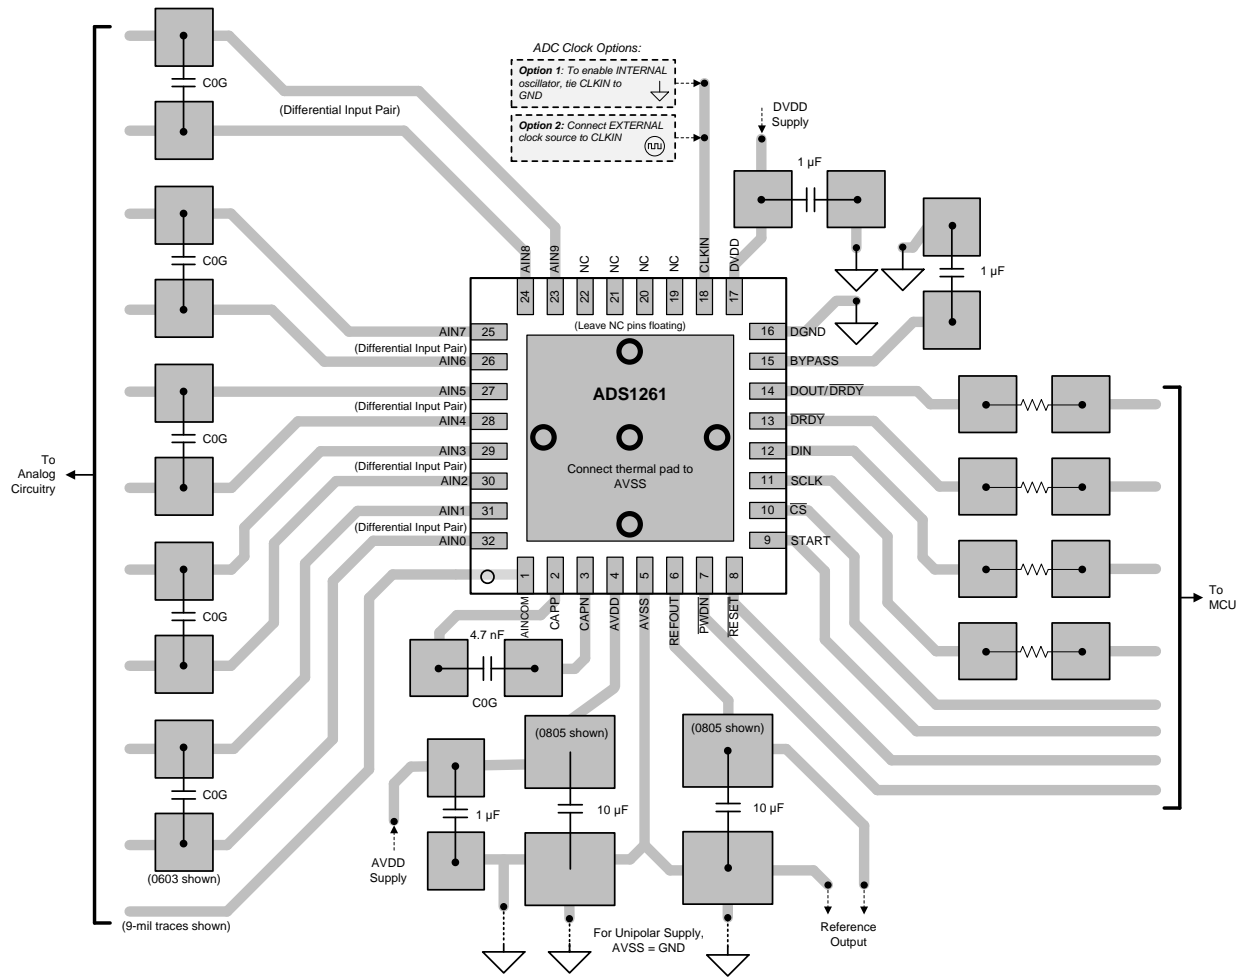 ADC Clock Options:
Option 1: To enable INTERNAL
oscillator, tie CLKIN to
GND
Option 2: Connect EXTERNAL
clock source to CLKIN
DVDD
Supply
1 µF
1 µF
C0G
(Differential Input Pair)
C0G
C0G
C0G
C0G
(0603 shown)
(9-mil traces shown)
To
Analog
Circuitry
AIN8
AIN9
NC
NC
NC
NC
CLKIN
DVDD
24
23
22
21
20
19
18
17
(Leave NC pins floating)
AIN7 25
(Differential Input Pair)
AIN6 26
AIN5 27
(Differential Input Pair)
AIN4 28
AIN3 29
(Differential Input Pair)
AIN2 30
AIN1 31
(Differential Input Pair)
AIN0 32
ADS1261
Connect thermal pad to
AVSS
16 DGND
15 BYPASS
14 DOUT/DRDY
13 DRDY
12 DIN
11 SCLK
10 CS
9 START
1
2
3
4
5
6
7
8
AINCOM
CAPP
CAPN
AVDD
AVSS
REFOUT
PWDN
RESET
4.7 nF
C0G
(0805 shown)
(0805 shown)
1 µF
10 µF
10 µF
AVDD
Supply
For Unipolar Supply,
AVSS = GND
Reference
Output
To
MCU